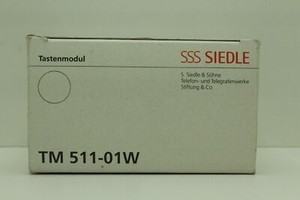 Tastenmodul
SSS SIEDLE
S. Siedle & Söhne
Telefon- und Telegrafenwerke
Stiftung & Co
TM 511-01W